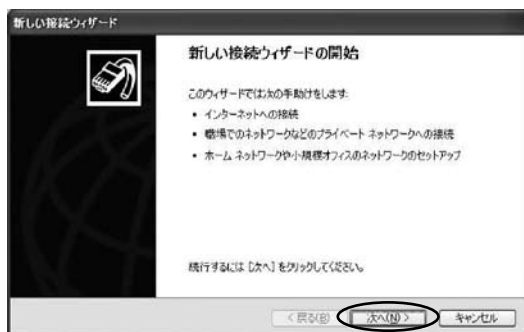 新しい接続ウィザード
新しい接続ウィザードの開始
このウィザードでは次の手助けをします:
• インターネットへの接続
• 職場でのネットワークなどのプライベート ネットワークへの接続
• ホーム ネットワークや小規模オフィスのネットワークのセットアップ
続行するには [次へ] をクリックしてください。
< 戻る(B)
次へ(N) >
キャンセル